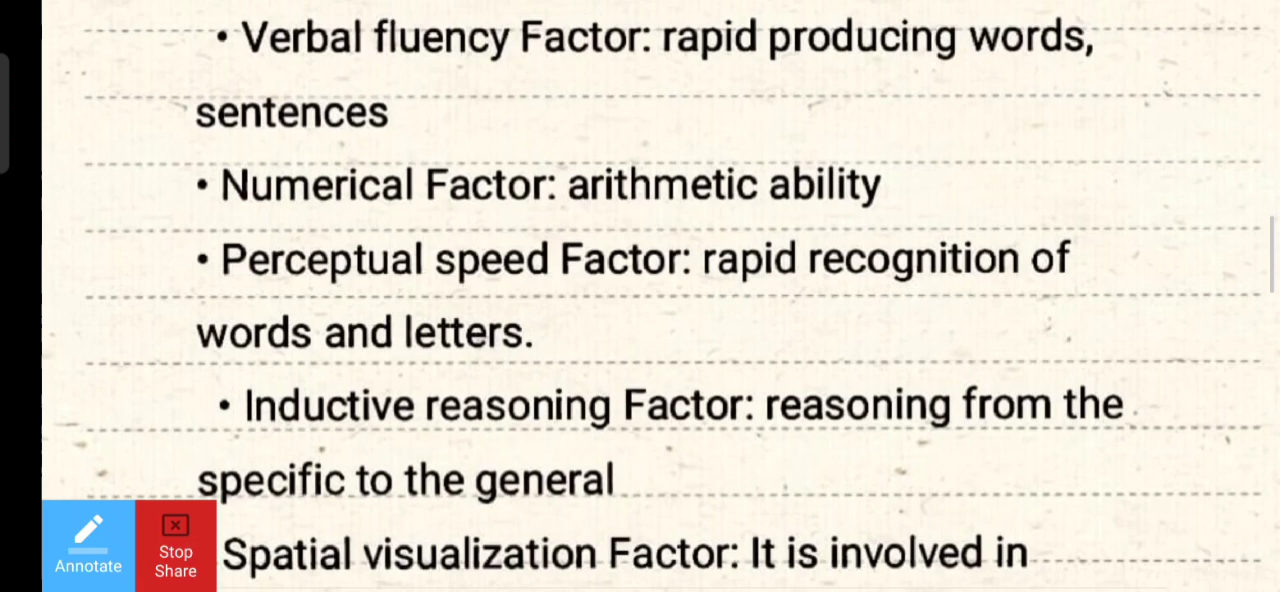 • Verbal fluency Factor: rapid producing words,
sentences
• Numerical Factor: arithmetic ability
• Perceptual speed Factor: rapid recognition of
words and letters.
• Inductive reasoning Factor: reasoning from the
specific to the general
Spatial visualization Factor: It is involved in
Annotate
Stop
Share